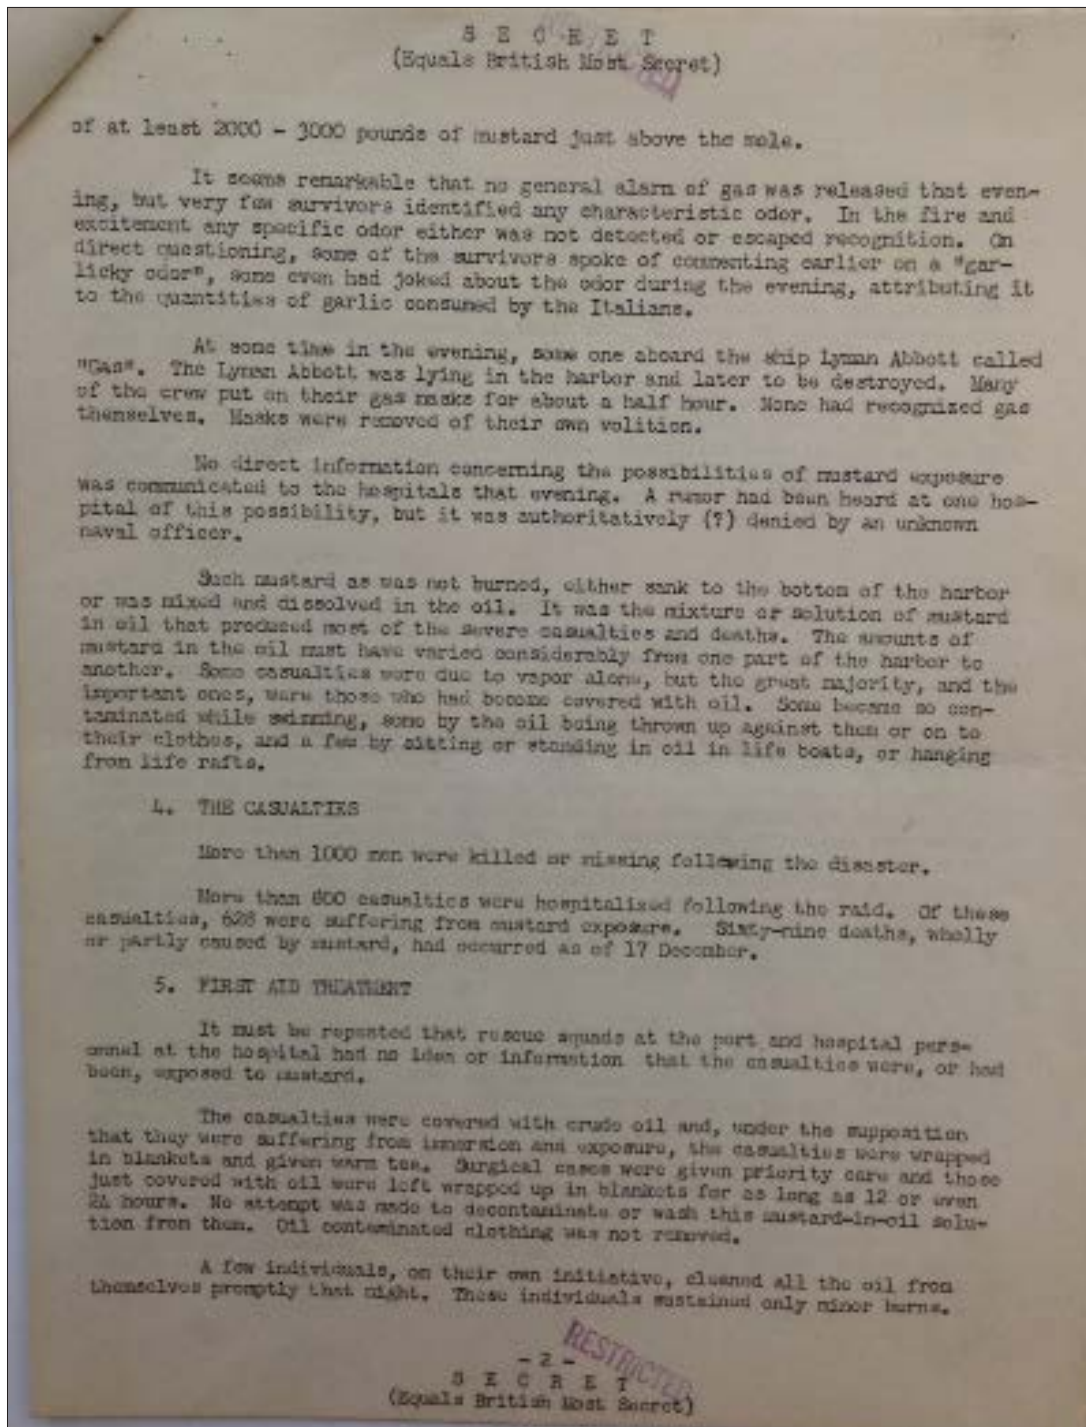 S E C R E T
(Equals British Most Secret)
of at least 2000 - 3000 pounds of mustard just above the mole.
It seems remarkable that no general alarm of gas was released that even-
ing, but very few survivors identified any characteristic odor. In the fire and
excitement any specific odor either was not detected or escaped recognition. On
direct questioning, some of the survivors spoke of commenting earlier on a "gar-
licky odor", some even had joked about the odor during the evening, attributing it
to the quantities of garlic consumed by the Italians.
At some time in the evening, some one aboard the ship Lyman Abbott called
"Gas". The Lyman Abbott was lying in the harbor and later to be destroyed. Many
of the crew put on their gas masks for about a half hour. None had recognized gas
themselves. Masks were removed of their own volition.
No direct information concerning the possibilities of mustard exposure
was communicated to the hospitals that evening. A rumor had been heard at one hos-
pital of this possibility, but it was authoritatively (?) denied by an unknown
naval officer.
Such mustard as was not burned, either sank to the bottom of the harbor
or was mixed and dissolved in the oil. It was the mixture or solution of mustard
in oil that produced most of the severe casualties and deaths. The amounts of
mustard in the oil must have varied considerably from one part of the harbor to
another. Some casualties were due to vapor alone, but the great majority, and the
important ones, were those who had become covered with oil. Some became so con-
taminated while swimming, some by the oil being thrown up against them or on to
their clothes, and a few by sitting or standing in oil in life boats, or hanging
from life rafts.
4. THE CASUALTIES
More than 1000 men were killed or missing following the disaster.
More than 800 casualties were hospitalized following the raid. Of these
casualties, 628 were suffering from mustard exposure. Sixty-nine deaths, wholly
or partly caused by mustard, had occurred as of 17 December.
5. FIRST AID TREATMENT
It must be repeated that rescue squads at the port and hospital pers-
onnel at the hospital had no idea or information that the casualties were, or had
been, exposed to mustard.
The casualties were covered with crude oil and, under the supposition
that they were suffering from immersion and exposure, the casualties were wrapped
in blankets and given warm tea. Surgical cases were given priority care and those
just covered with oil were left wrapped up in blankets for as long as 12 or even
24 hours. No attempt was made to decontaminate or wash this mustard-in-oil solu-
tion from them. Oil contaminated clothing was not removed.
A few individuals, on their own initiative, cleaned all the oil from
themselves promptly that night. These individuals sustained only minor burns.
RESTRICTED
- 2 -
S E C R E T
(Equals British Most Secret)